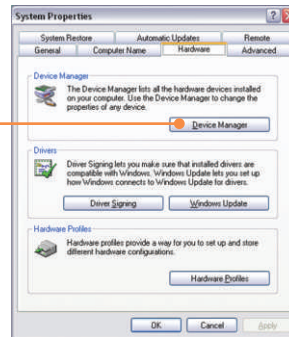 System Properties
System Restore Automatic Updates Remote
General Computer Name Hardware Advanced
Device Manager
The Device Manager lists all the hardware devices installed
on your computer. Use the Device Manager to change the
properties of any device.
Device Manager
Drivers
Driver Signing lets you make sure that installed drivers are
compatible with Windows. Windows Update lets you set up
how Windows connects to Windows Update for drivers.
Driver Signing Windows Update
Hardware Profiles
Hardware profiles provide a way for you to set up and store
different hardware configurations.
Hardware Profiles
OK Cancel Apply